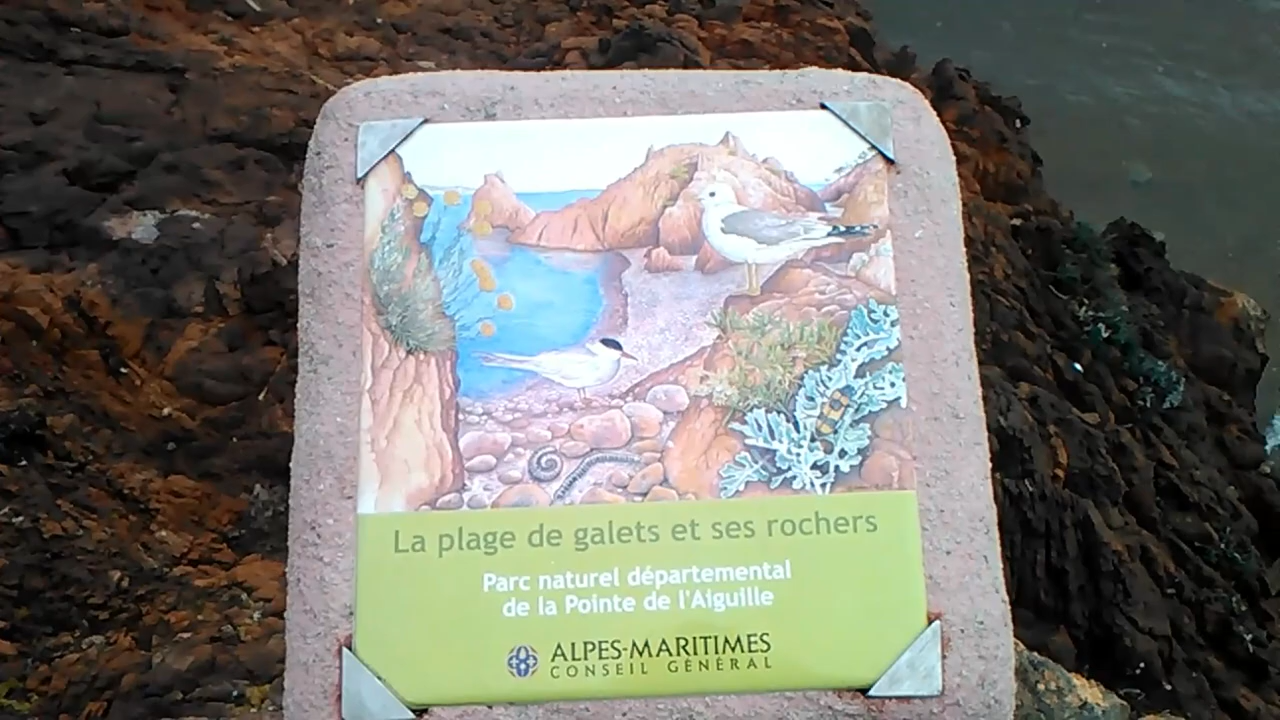 La plage de galets et ses rochers
Parc naturel départemental
de la Pointe de l'Aiguille
ALPES-MARITIMES
CONSEIL GÉNÉRAL